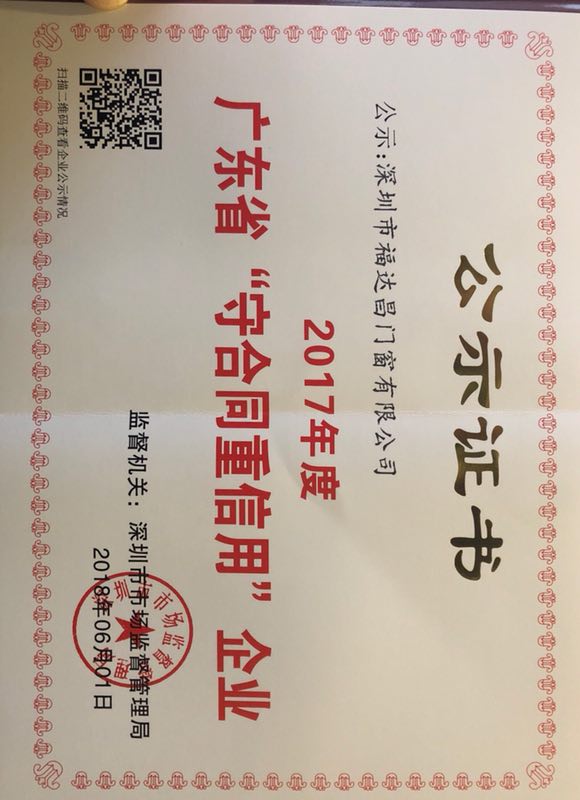 公示证书
公示:深圳市福达昌门窗有限公司
2017年度
广东省“守合同重信用”企业
监督机关：深圳市市场监督管理局
2018年06月01日
扫描二维码查看企业公示情况